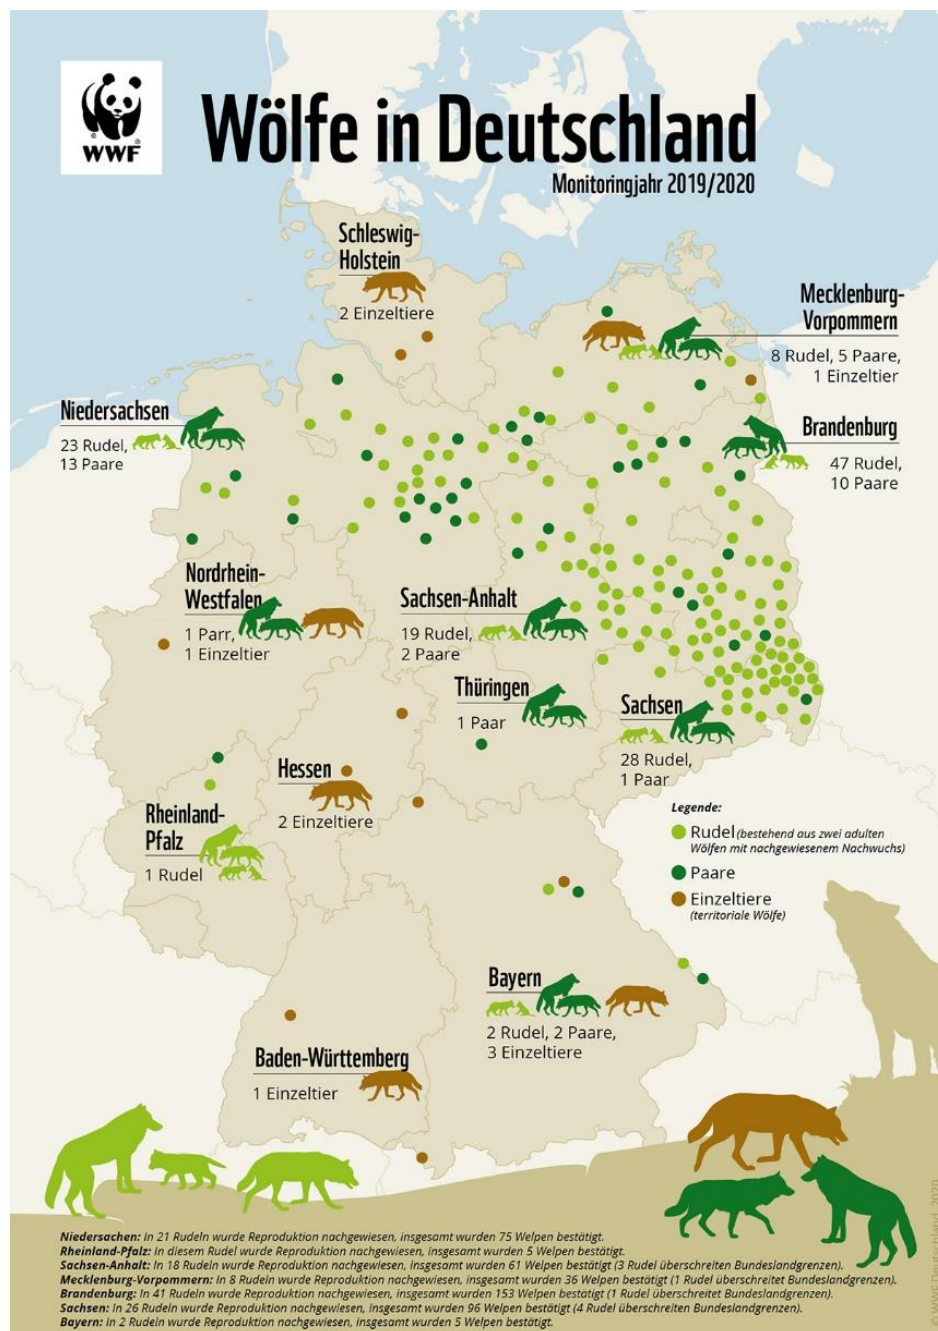 WWF
Wölfe in Deutschland
Monitoringjahr 2019/2020
Schleswig-
Holstein
2 Einzeltiere
Mecklenburg-
Vorpommern
8 Rudel, 5 Paare,
1 Einzeltier
Niedersachsen
23 Rudel,
13 Paare
Brandenburg
47 Rudel,
10 Paare
Nordrhein-
Westfalen
1 Parr,
1 Einzeltier
Sachsen-Anhalt
19 Rudel,
2 Paare
Thüringen
1 Paar
Sachsen
28 Rudel,
1 Paar
Hessen
2 Einzeltiere
Rheinland-
Pfalz
1 Rudel
Legende:
Rudel (bestehend aus zwei adulten
Wölfen mit nachgewiesenem Nachwuchs)
Paare
Einzeltiere
(territoriale Wölfe)
Bayern
2 Rudel, 2 Paare,
3 Einzeltiere
Baden-Württemberg
1 Einzeltier
Niedersachen: In 21 Rudeln wurde Reproduktion nachgewiesen, insgesamt wurden 75 Welpen bestätigt.
Rheinland-Pfalz: In diesem Rudel wurde Reproduktion nachgewiesen, insgesamt wurden 5 Welpen bestätigt.
Sachsen-Anhalt: In 18 Rudeln wurde Reproduktion nachgewiesen, insgesamt wurden 61 Welpen bestätigt (3 Rudel überschreiten Bundeslandgrenzen).
Mecklenburg-Vorpommern: In 8 Rudeln wurde Reproduktion nachgewiesen, insgesamt wurden 36 Welpen bestätigt (1 Rudel überschreitet Bundeslandgrenzen).
Brandenburg: In 41 Rudeln wurde Reproduktion nachgewiesen, insgesamt wurden 153 Welpen bestätigt (1 Rudel überschreitet Bundeslandgrenzen).
Sachsen: In 26 Rudeln wurde Reproduktion nachgewiesen, insgesamt wurden 96 Welpen bestätigt (4 Rudel überschreiten Bundeslandgrenzen).
Bayern: In 2 Rudeln wurde Reproduktion nachgewiesen, insgesamt wurden 5 Welpen bestätigt.
© WWF Deutschland, 2020